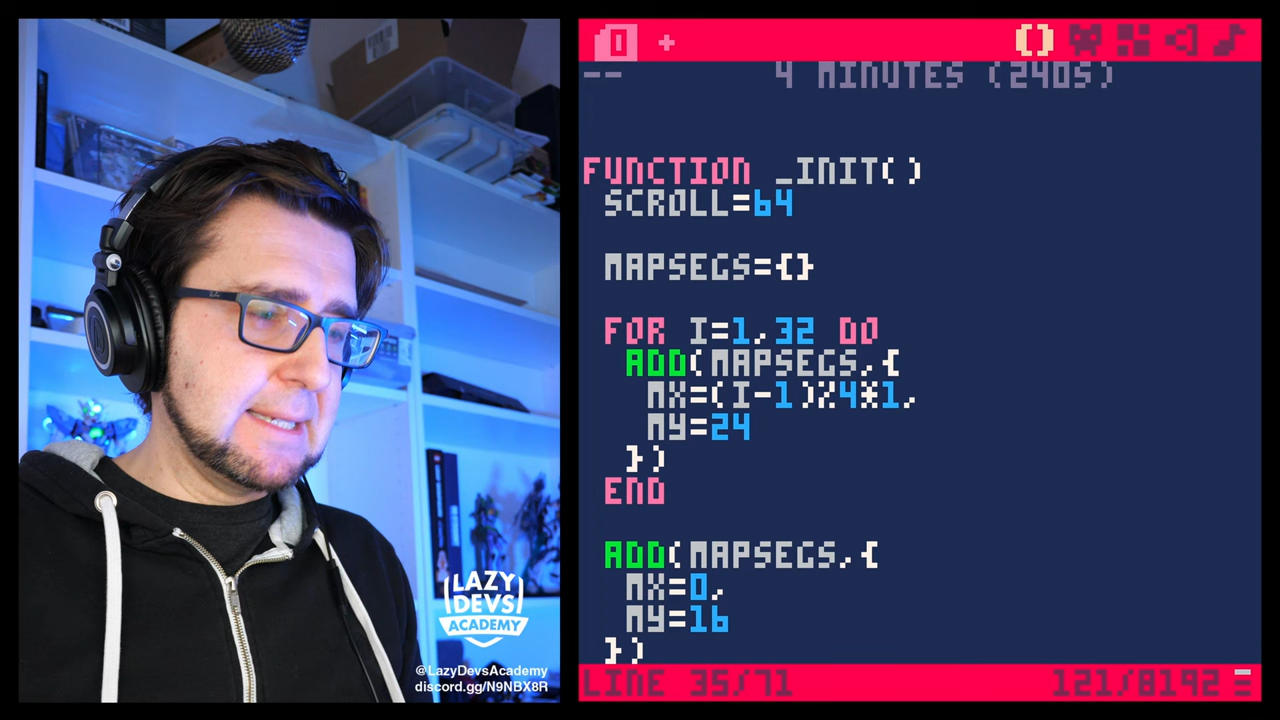 LAZY
DEVS
ACADEMY
@LazyDevsAcademy
discord.gg/N9NBX8R
+
--       4 MINUTES (240S)
FUNCTION _INIT()
SCROLL=64
MAPSEGS={}
FOR I=1,32 DO
ADD(MAPSEGS,{
MX=(I-1)%4*1,
MY=24
})
END
ADD(MAPSEGS,{
MX=0,
MY=16
})
LINE 35/71
121/8192